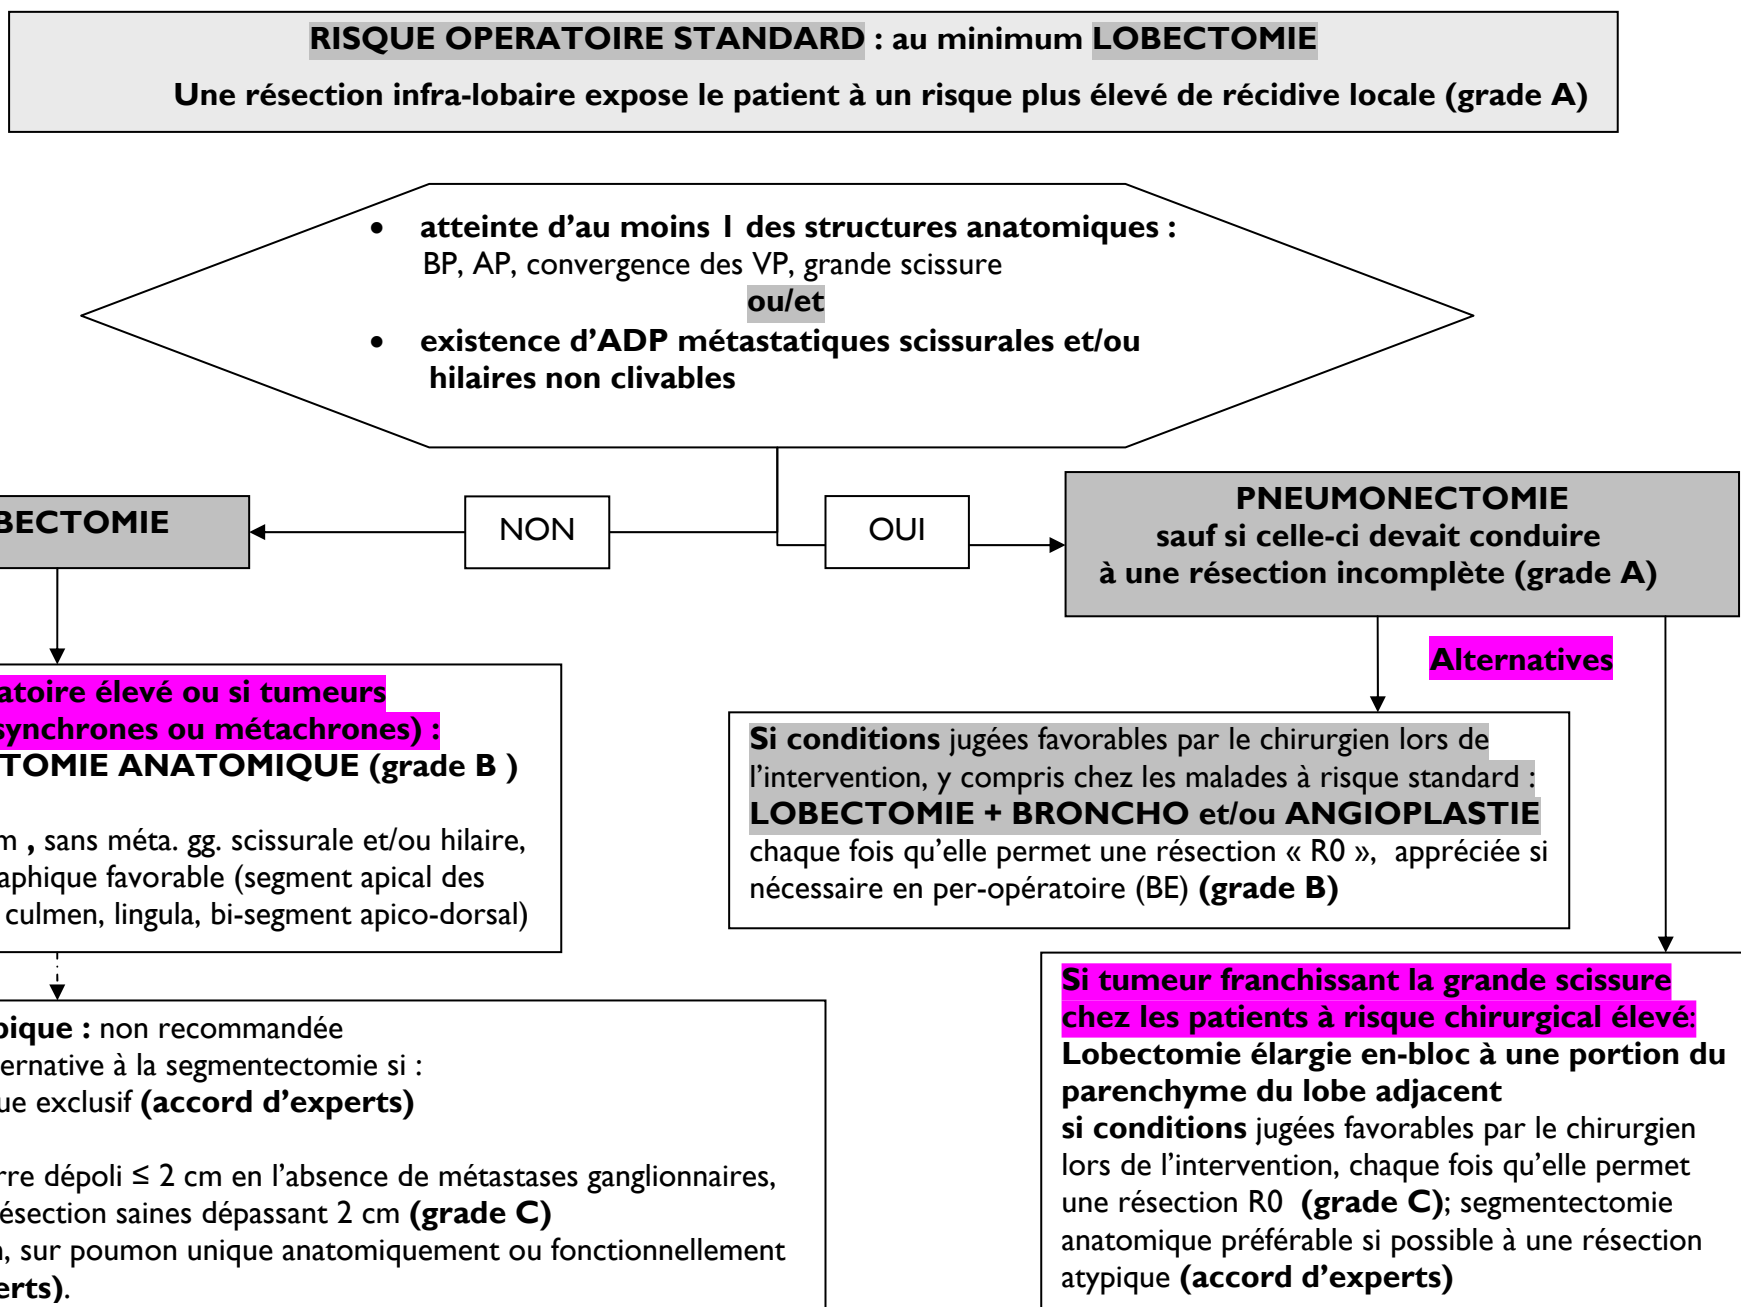 RISQUE OPERATOIRE STANDARD : au minimum LOBECTOMIE
Une résection infra-lobaire expose le patient à un risque plus élevé de récidive locale (grade A)
• atteinte d'au moins 1 des structures anatomiques :
BP, AP, convergence des VP, grande scissure
ou/et
• existence d'ADP métastatiques scissurales et/ou
hilaires non clivables
BECTOMIE
NON
OUI
PNEUMONECTOMIE
sauf si celle-ci devait conduire
à une résection incomplète (grade A)
Alternatives
atoire élevé ou si tumeurs
synchrones ou métachrones) :
TOMIE ANATOMIQUE (grade B )
m , sans méta. gg. scissurale et/ou hilaire,
aphique favorable (segment apical des
culmen, lingula, bi-segment apico-dorsal)
Si conditions jugées favorables par le chirurgien lors de
l'intervention, y compris chez les malades à risque standard :
LOBECTOMIE + BRONCHO et/ou ANGIOPLASTIE
chaque fois qu'elle permet une résection « R0 », appréciée si
nécessaire en per-opératoire (BE) (grade B)
pique : non recommandée
ernative à la segmentectomie si :
ue exclusif (accord d'experts)
rre dépoli ≤ 2 cm en l'absence de métastases ganglionnaires,
ésection saines dépassant 2 cm (grade C)
n, sur poumon unique anatomiquement ou fonctionnellement
erts).
Si tumeur franchissant la grande scissure
chez les patients à risque chirurgical élevé:
Lobectomie élargie en-bloc à une portion du
parenchyme du lobe adjacent
si conditions jugées favorables par le chirurgien
lors de l'intervention, chaque fois qu'elle permet
une résection R0 (grade C); segmentectomie
anatomique préférable si possible à une résection
atypique (accord d'experts)